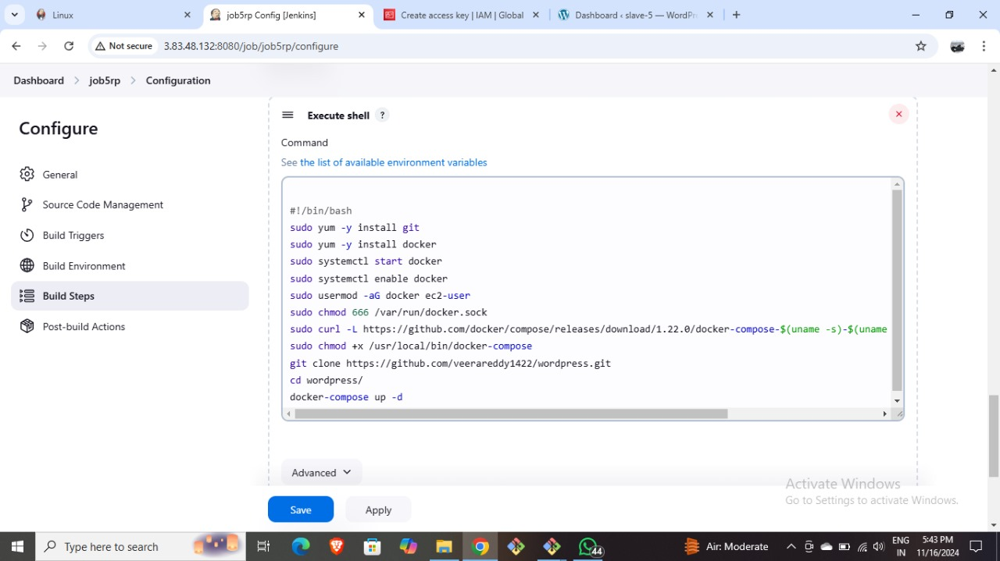 Linux
job5rp Config [Jenkins]
Create access key | IAM | Global
Dashboard ‹ slave-5 — WordPr
Not secure
3.83.48.132:8080/job/job5rp/configure
Dashboard
job5rp
Configuration
Configure
General
Source Code Management
Build Triggers
Build Environment
Build Steps
Post-build Actions
Execute shell ?
Command
See the list of available environment variables
#!/bin/bash
sudo yum -y install git
sudo yum -y install docker
sudo systemctl start docker
sudo systemctl enable docker
sudo usermod -aG docker ec2-user
sudo chmod 666 /var/run/docker.sock
sudo curl -L https://github.com/docker/compose/releases/download/1.22.0/docker-compose-$(uname -s)-$(uname
sudo chmod +x /usr/local/bin/docker-compose
git clone https://github.com/veerareddy1422/wordpress.git
cd wordpress/
docker-compose up -d
Advanced
Save
Apply
Activate Windows
Go to Settings to activate Windows.
Type here to search
44
Air: Moderate
ENG
IN
5:43 PM
11/16/2024